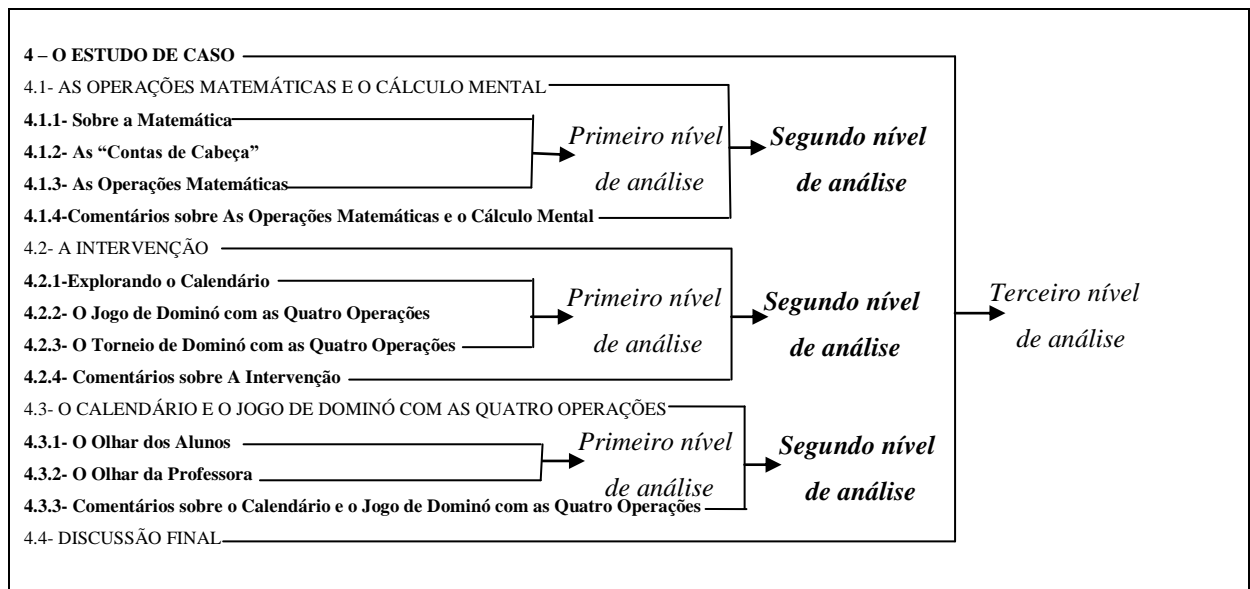 4 – O ESTUDO DE CASO
4.1- AS OPERAÇÕES MATEMÁTICAS E O CÁLCULO MENTAL
4.1.1- Sobre a Matemática
4.1.2- As “Contas de Cabeça”
4.1.3- As Operações Matemáticas
4.1.4-Comentários sobre As Operações Matemáticas e o Cálculo Mental
Primeiro nível
de análise
Segundo nível
de análise
4.2- A INTERVENÇÃO
4.2.1-Explorando o Calendário
4.2.2- O Jogo de Dominó com as Quatro Operações
4.2.3- O Torneio de Dominó com as Quatro Operações
4.2.4- Comentários sobre A Intervenção
Primeiro nível
de análise
Segundo nível
de análise
4.3- O CALENDÁRIO E O JOGO DE DOMINÓ COM AS QUATRO OPERAÇÕES
4.3.1- O Olhar dos Alunos
4.3.2- O Olhar da Professora
4.3.3- Comentários sobre o Calendário e o Jogo de Dominó com as Quatro Operações
Primeiro nível
de análise
Segundo nível
de análise
4.4- DISCUSSÃO FINAL
Terceiro nível
de análise